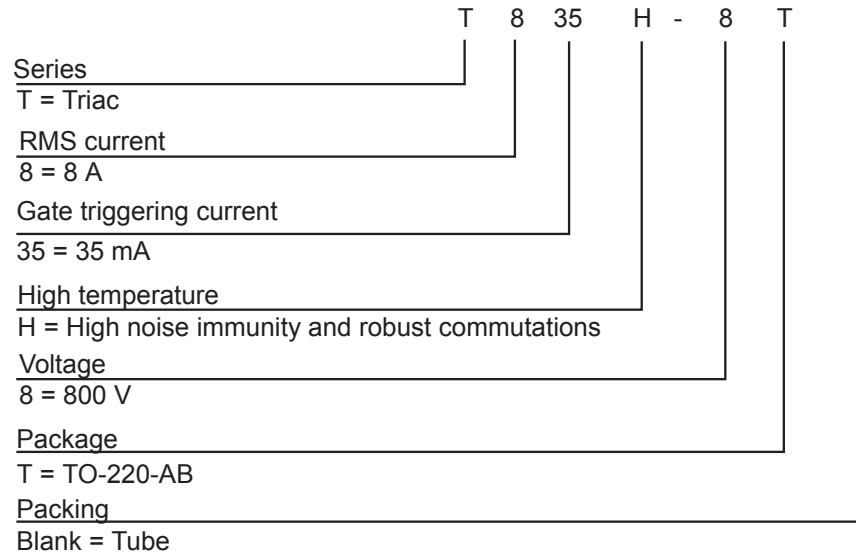 T 8 35 H - 8 T
Series
T = Triac
RMS current
8 = 8 A
Gate triggering current
35 = 35 mA
High temperature
H = High noise immunity and robust commutations
Voltage
8 = 800 V
Package
T = TO-220-AB
Packing
Blank = Tube